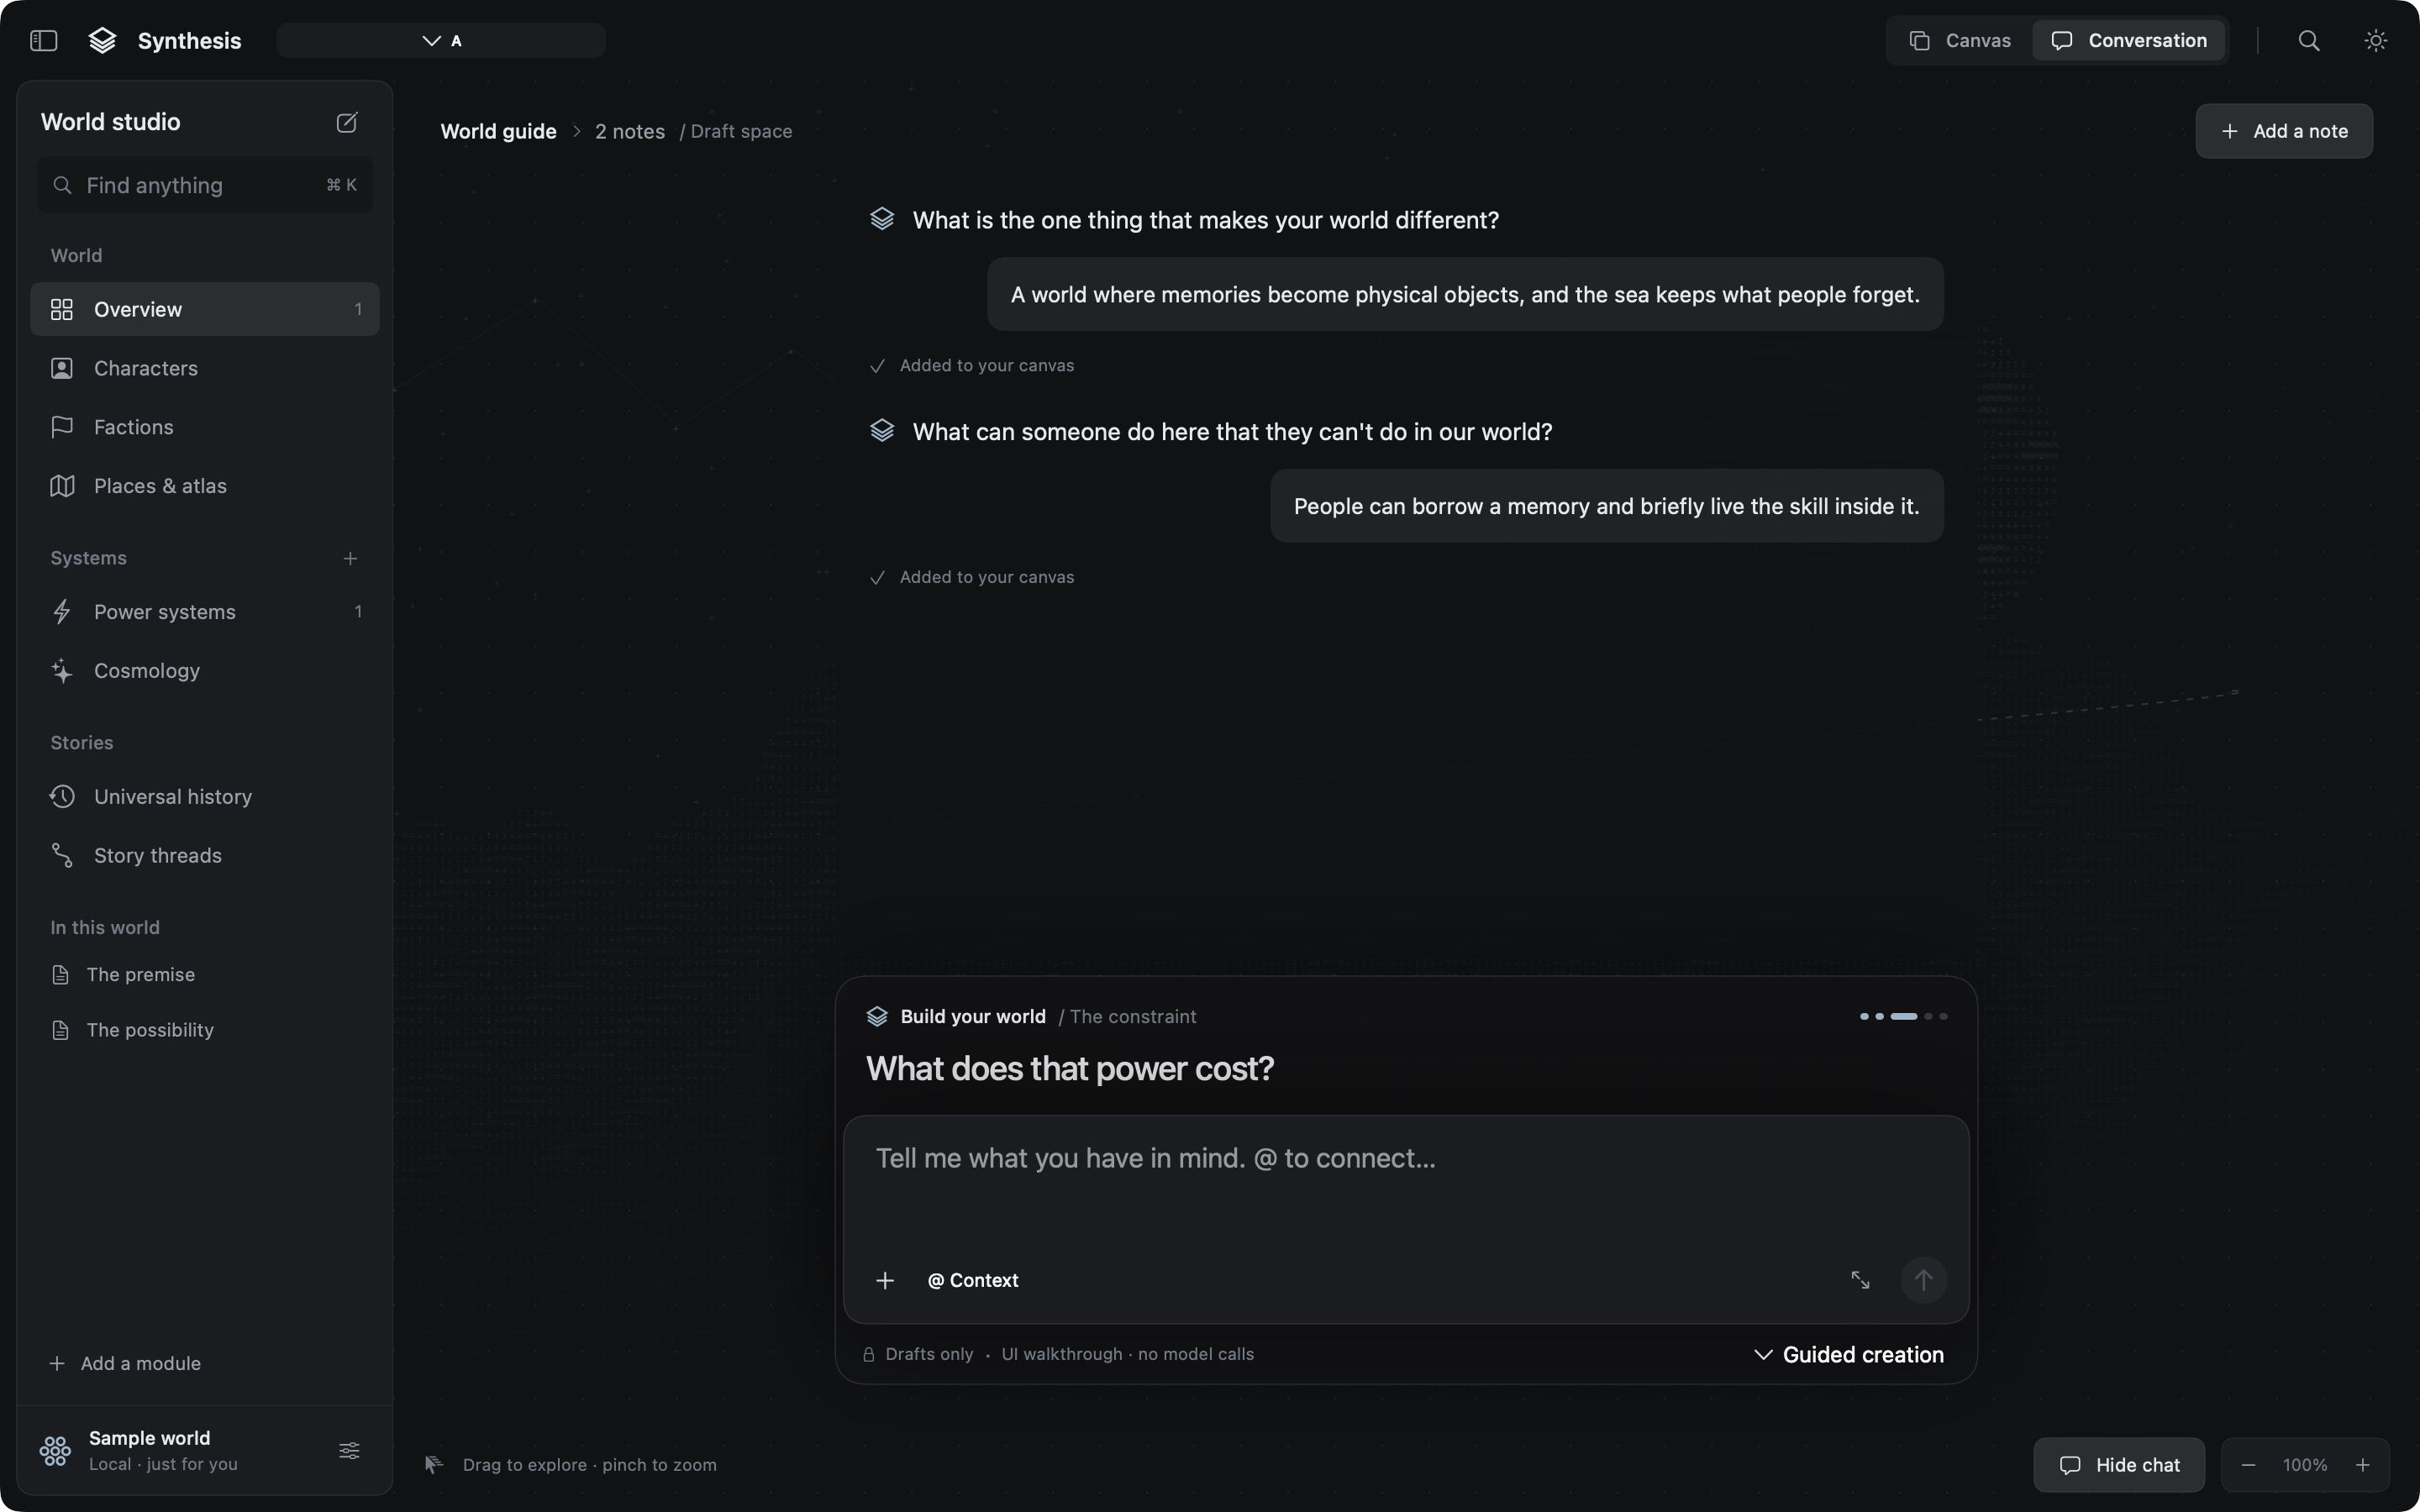 Synthesis
A
Canvas
Conversation
World studio
Find anything
⌘ K
World
Overview
1
Characters
Factions
Places & atlas
Systems
Power systems
1
Cosmology
Stories
Universal history
Story threads
In this world
The premise
The possibility
Add a module
Sample world
Local · just for you
World guide > 2 notes / Draft space
Add a note
What is the one thing that makes your world different?
A world where memories become physical objects, and the sea keeps what people forget.
Added to your canvas
What can someone do here that they can't do in our world?
People can borrow a memory and briefly live the skill inside it.
Added to your canvas
Build your world / The constraint
What does that power cost?
Tell me what you have in mind. @ to connect...
@ Context
Drafts only · UI walkthrough · no model calls
Guided creation
Drag to explore · pinch to zoom
Hide chat
100%